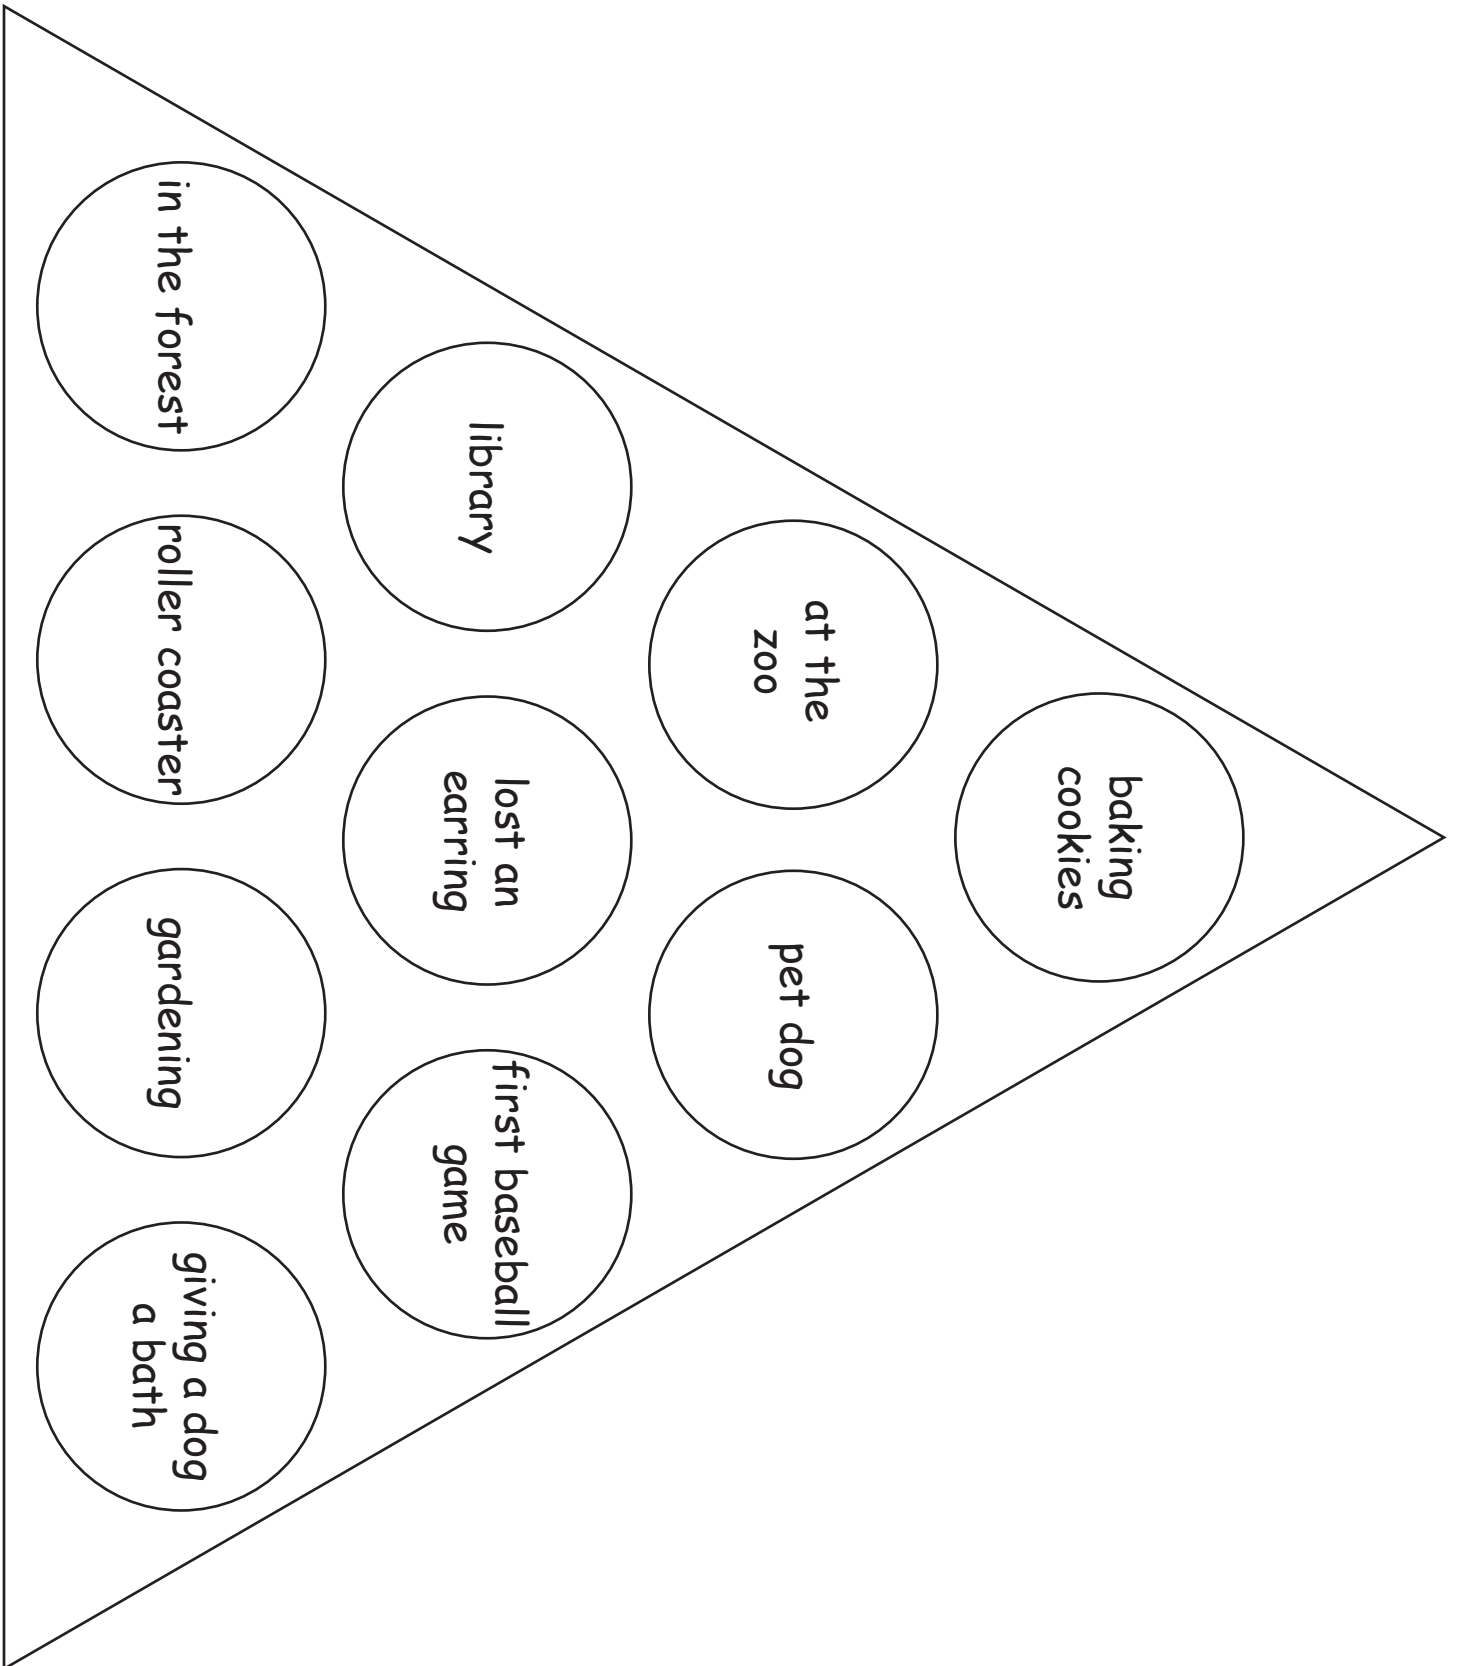 baking
cookies
at the
zoo
pet dog
library
lost an
earring
first baseball
game
in the forest
roller coaster
gardening
giving a dog
a bath